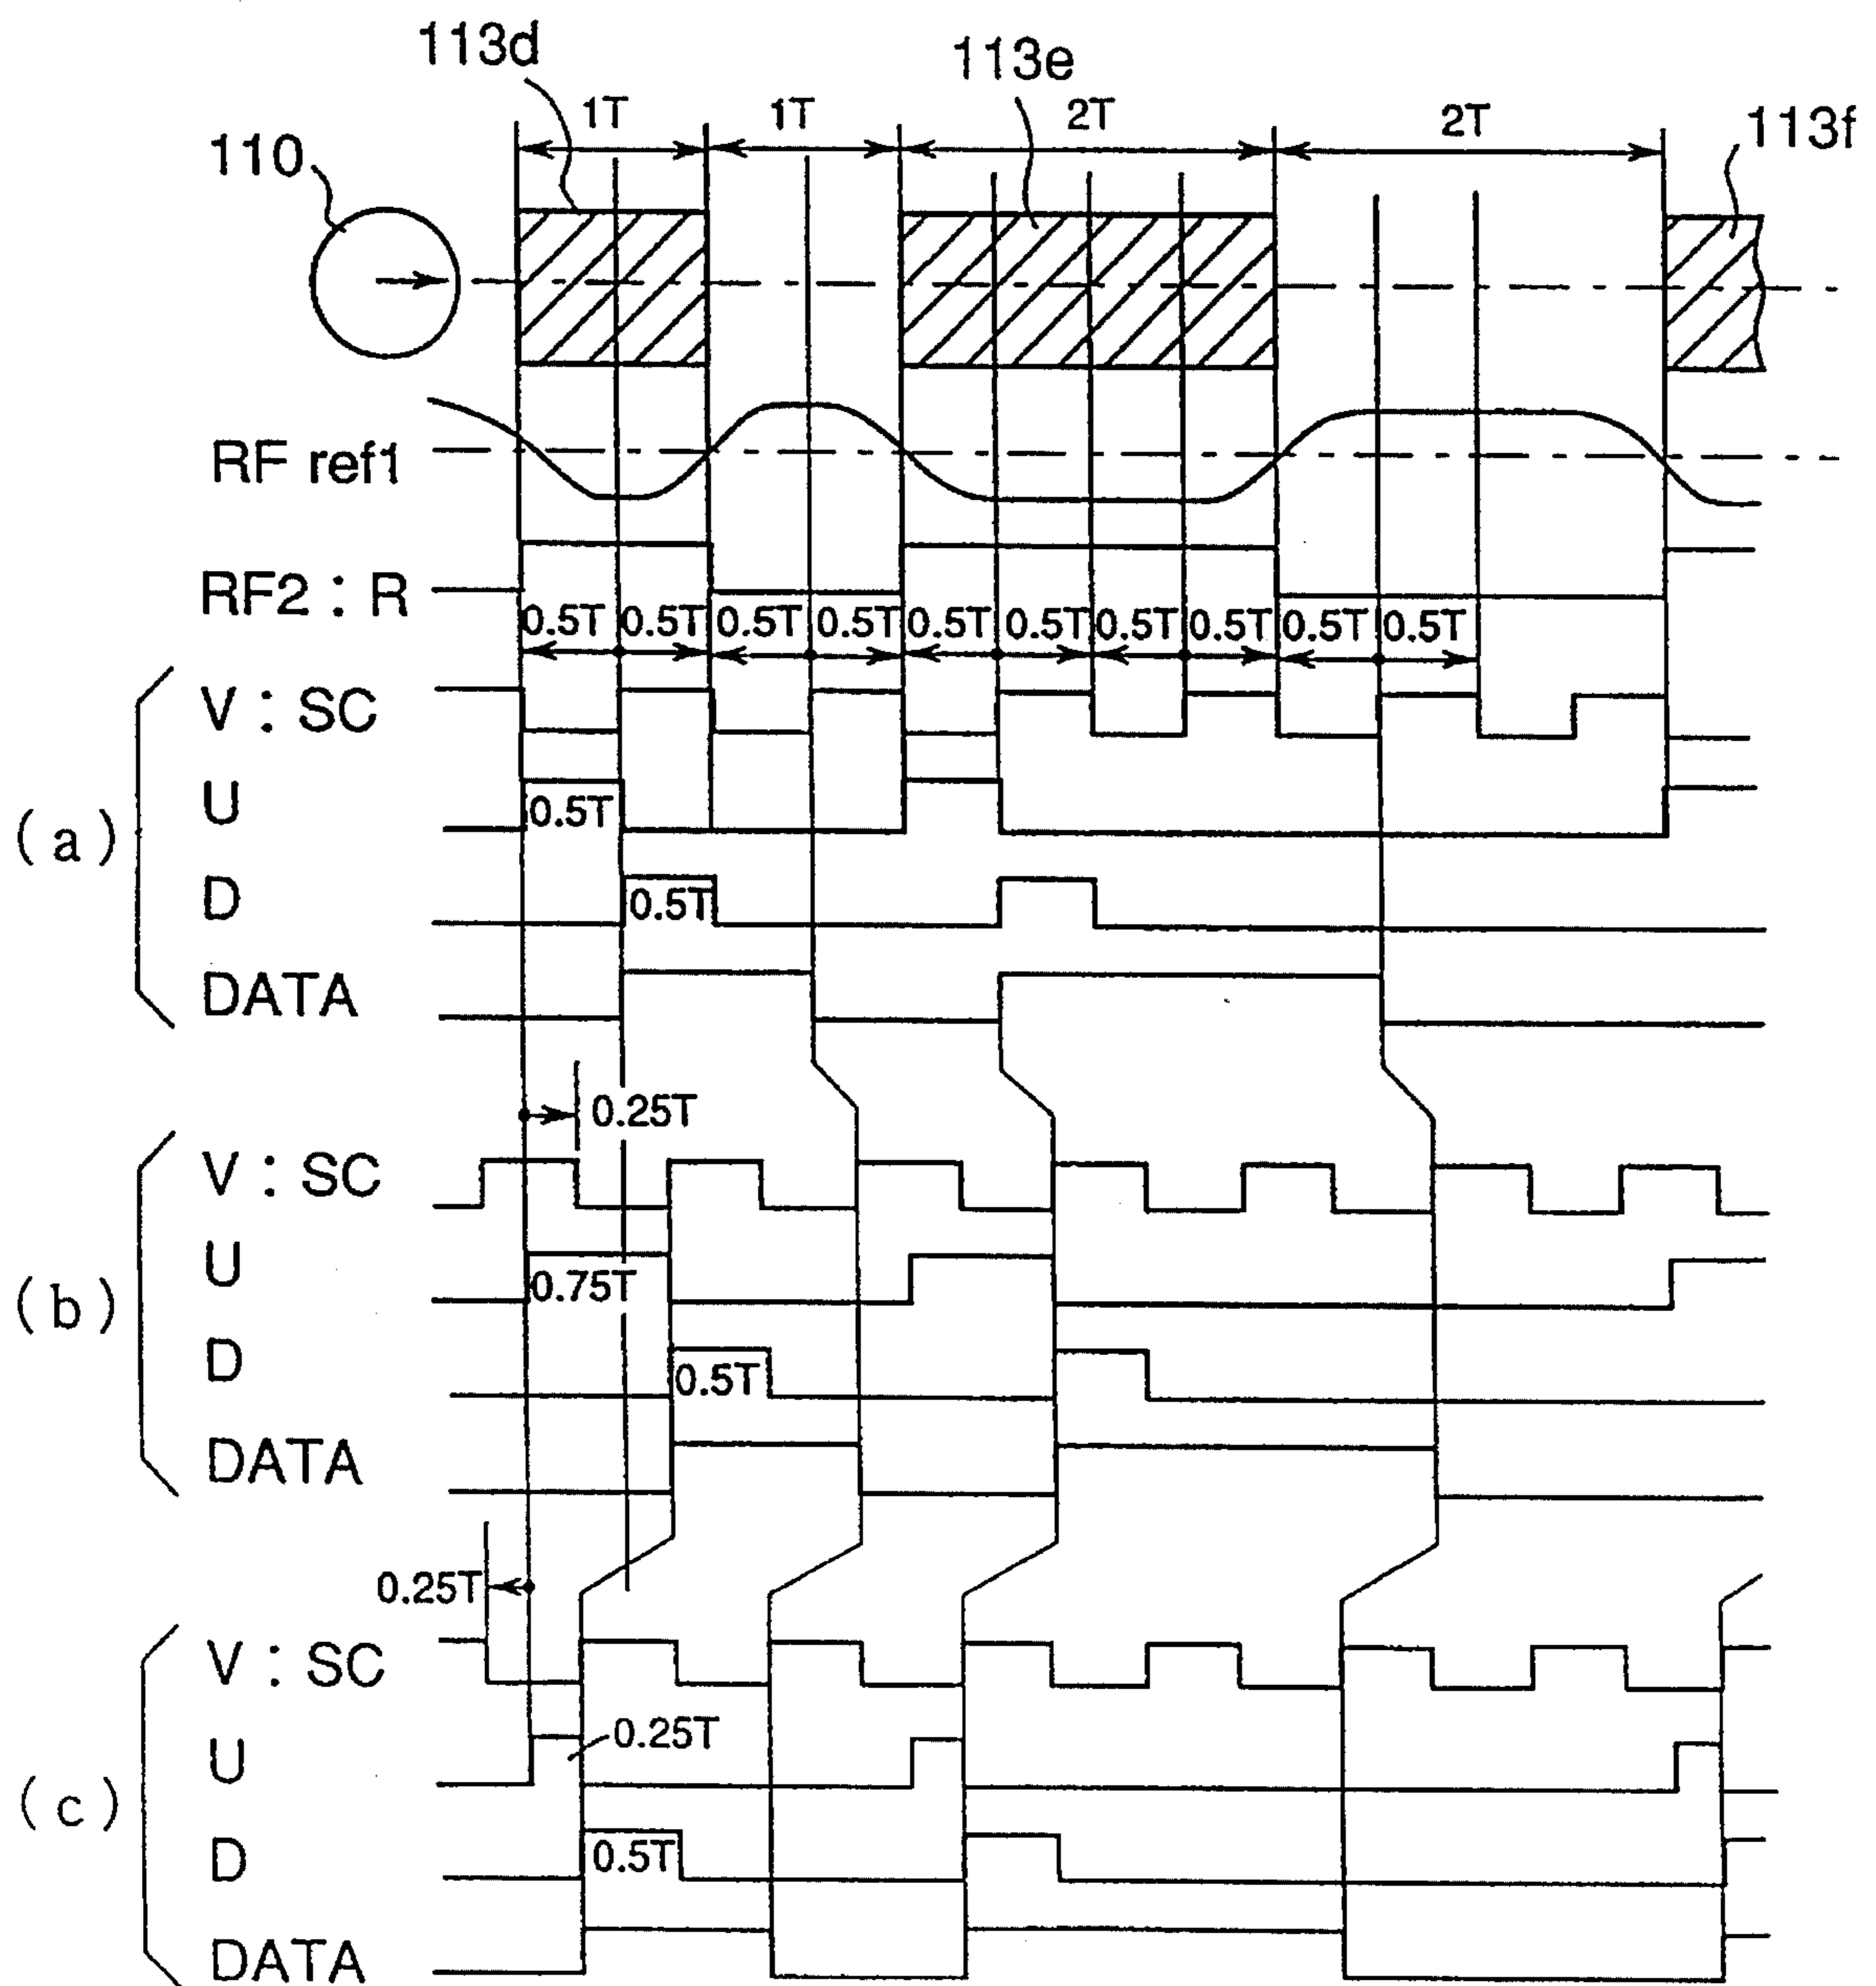 113d
113e
1T
1T
2T
2T
113f
110
RF ref1
RF2 : R
0.5T 0.5T 0.5T 0.5T 0.5T 0.5T 0.5T 0.5T 0.5T 0.5T
(a)
V : SC
U
0.5T
D
0.5T
DATA
0.25T
(b)
V : SC
U
0.75T
D
0.5T
DATA
0.25T
(c)
V : SC
U
0.25T
D
0.5T
DATA